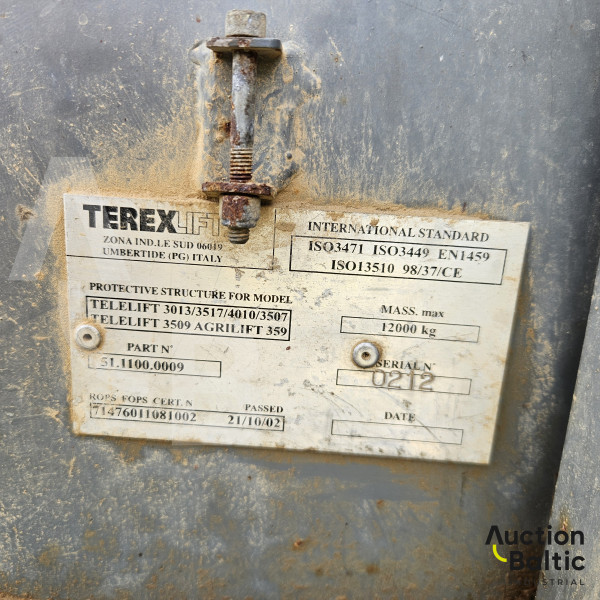 TEREXLIFT
ZONA IND.LE SUD 06019
UMBERTIDE (PG) ITALY
INTERNATIONAL STANDARD
ISO3471 ISO3449 EN1459
ISO13510 98/37/CE
PROTECTIVE STRUCTURE FOR MODEL
TELELIFT 3013/3517/4010/3507
TELELIFT 3509 AGRILIFT 359
MASS. max
12000 kg
PART N°
51.1100.0009
SERIAL N°
0212
ROPS FOPS CERT. N PASSED
71476011081002 21/10/02
DATE
Auction
Baltic
INDUSTRIAL